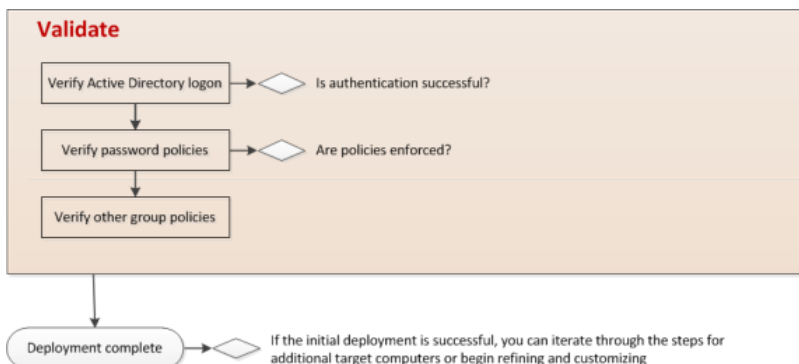 Validate
Verify Active Directory logon
Is authentication successful?
Verify password policies
Are policies enforced?
Verify other group policies
Deployment complete
If the initial deployment is successful, you can iterate through the steps for
additional target computers or begin refining and customizing